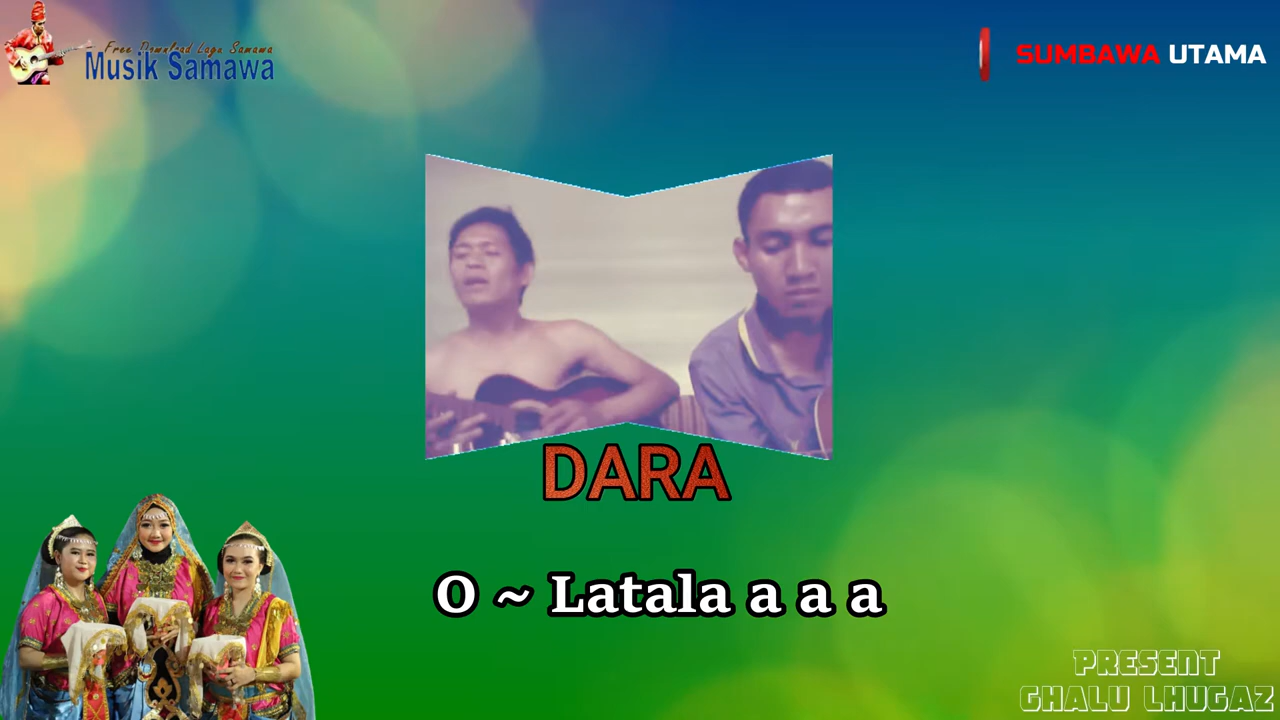 Free Download Lagu Samawa
Musik Samawa
SUMBAWA UTAMA
DARA
O ~ Latala a a a
PRESENT
GHALU LHUGAZ